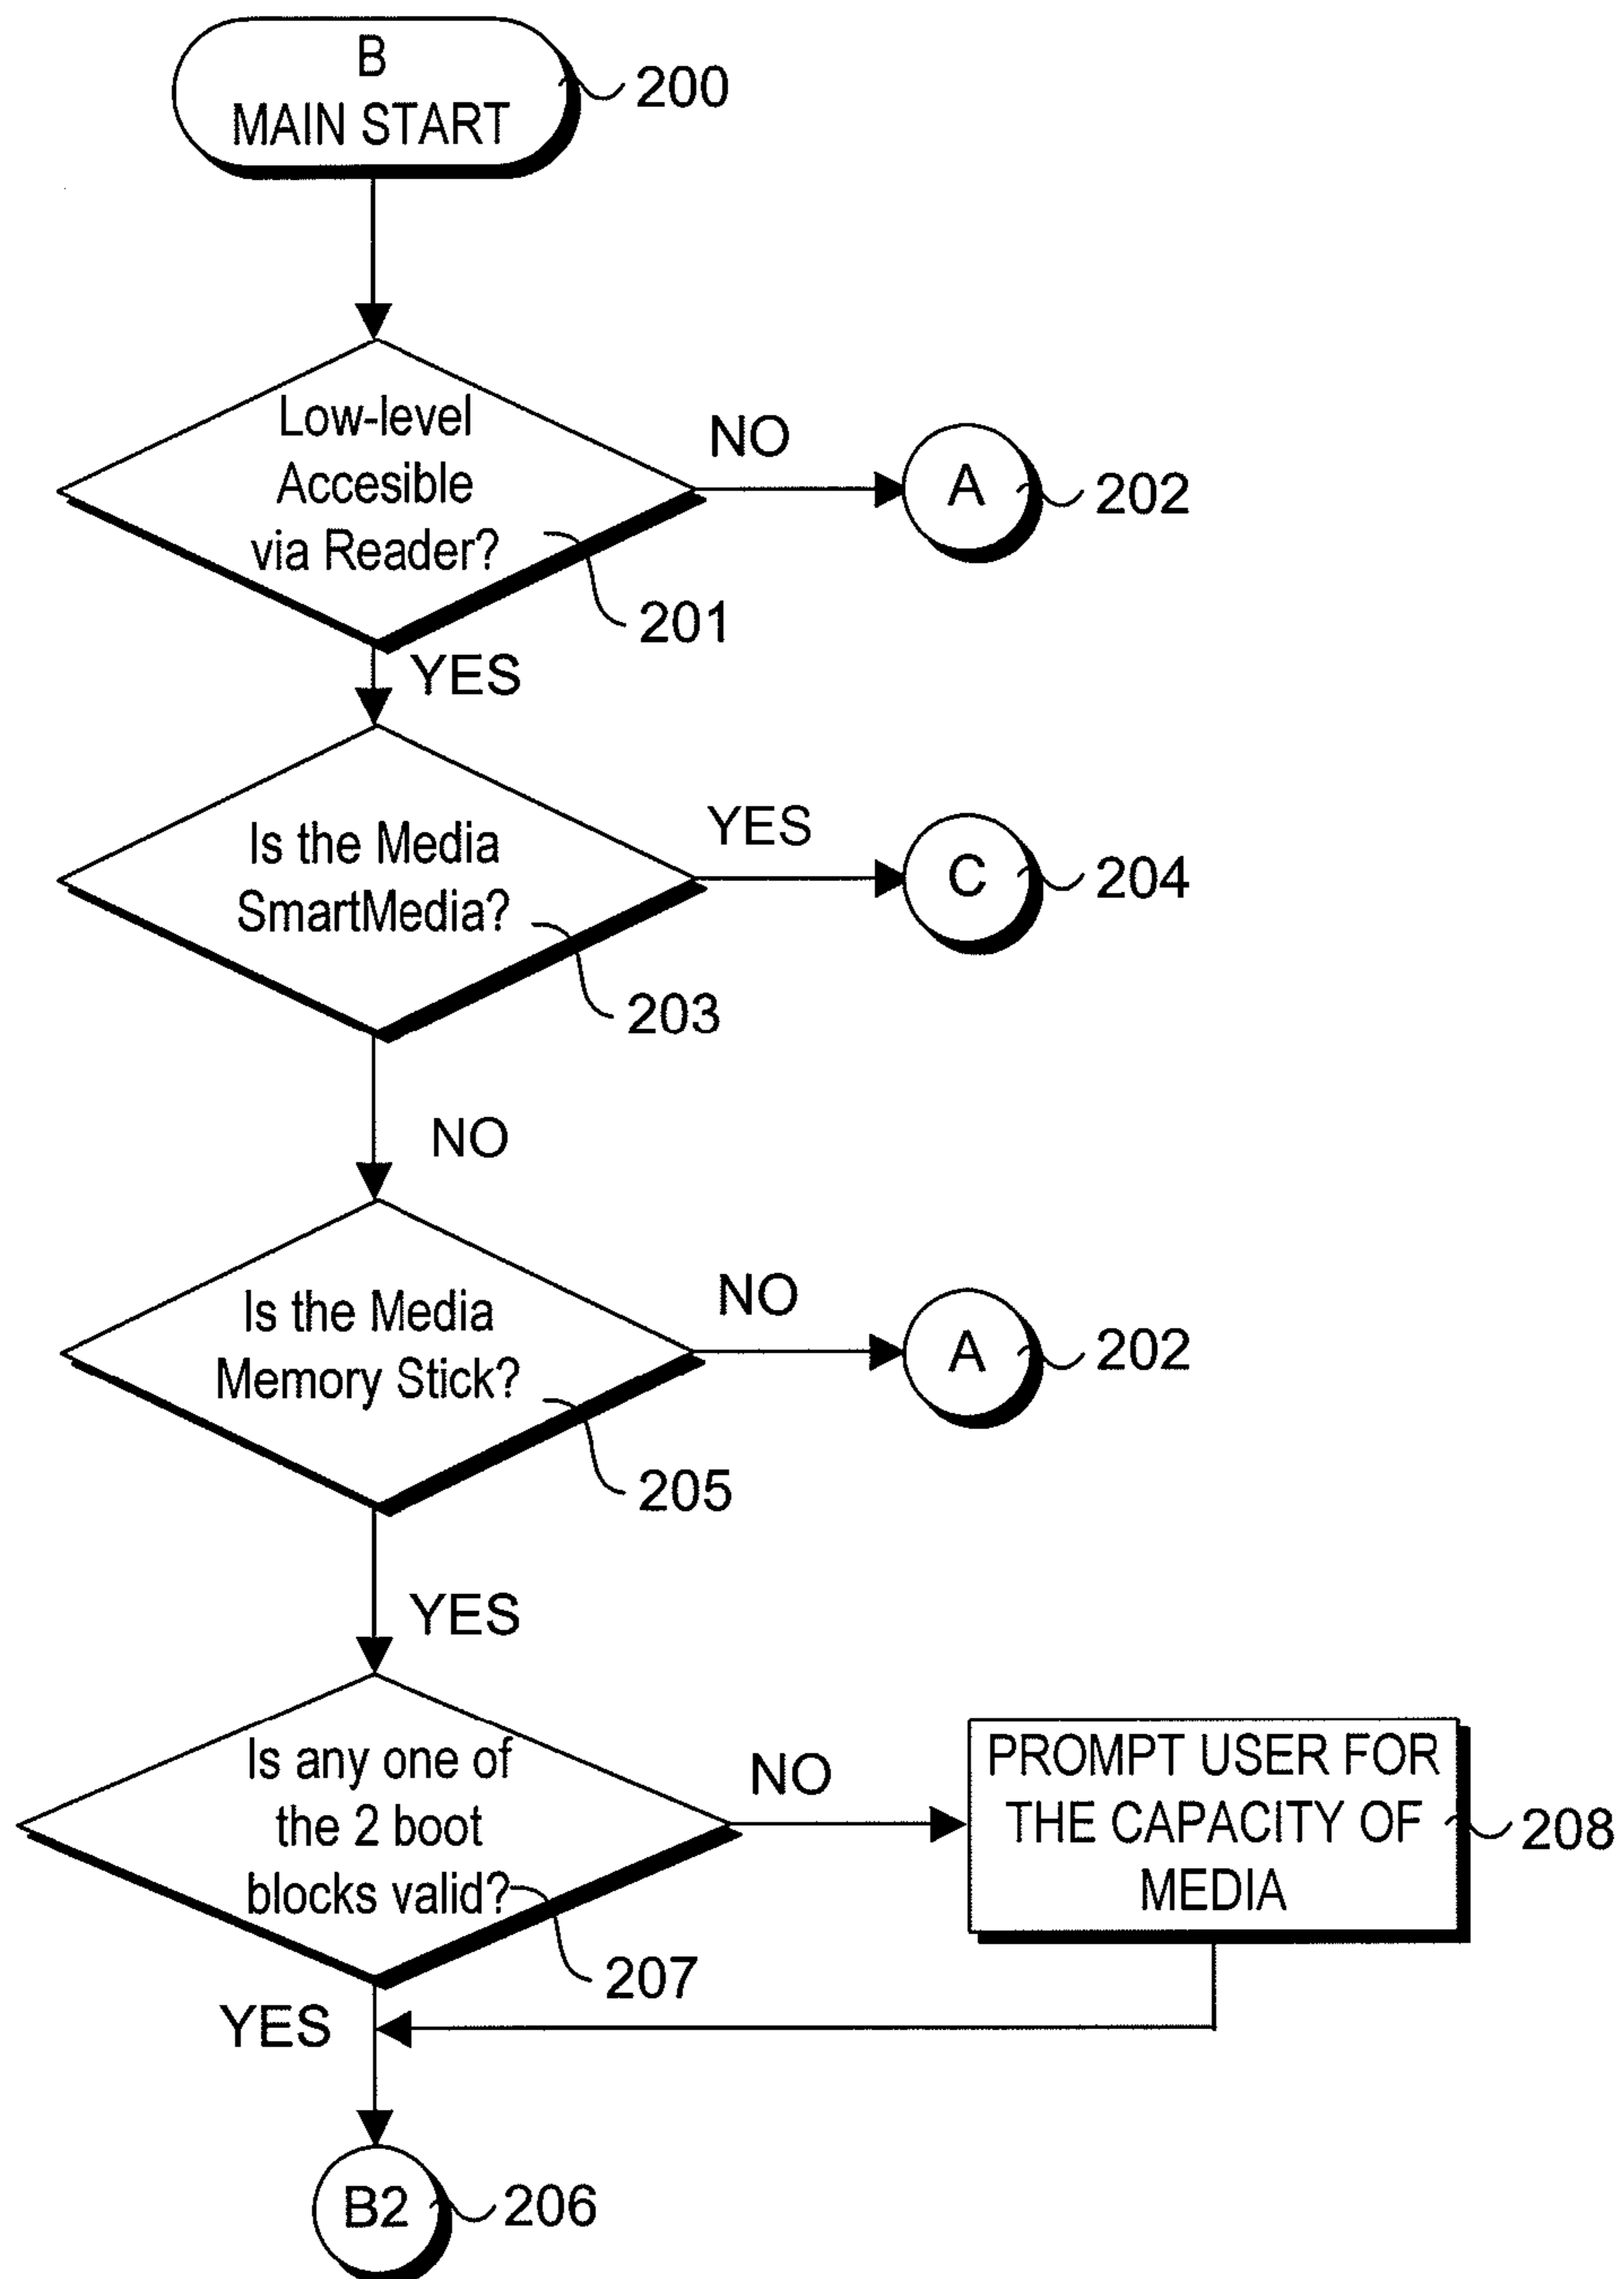 B
MAIN START
200
Low-level
Accesible
via Reader?
NO
A
202
201
YES
Is the Media
SmartMedia?
YES
C
204
203
NO
Is the Media
Memory Stick?
NO
A
202
205
YES
Is any one of
the 2 boot
blocks valid?
NO
PROMPT USER FOR
THE CAPACITY OF
MEDIA
208
207
YES
B2
206